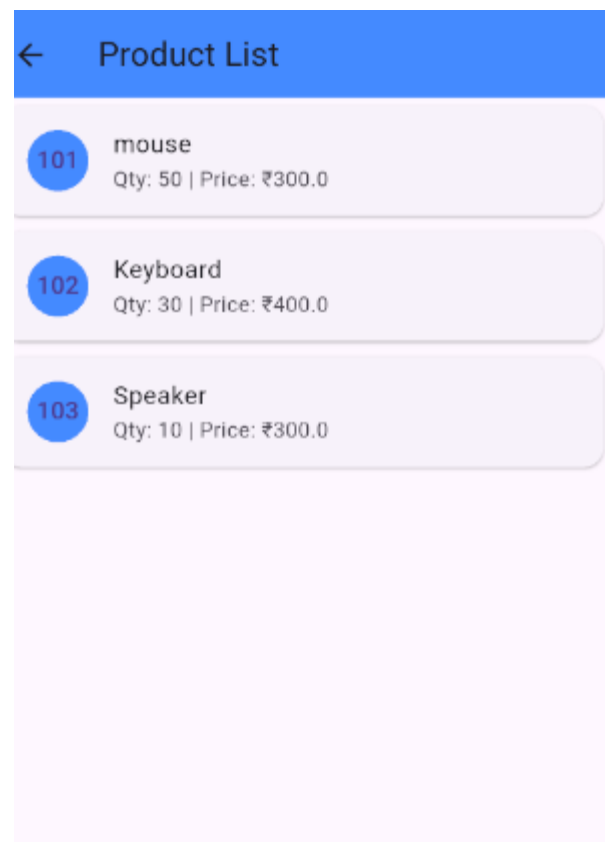 Product List
101
mouse
Qty: 50 | Price: ₹300.0
102
Keyboard
Qty: 30 | Price: ₹400.0
103
Speaker
Qty: 10 | Price: ₹300.0